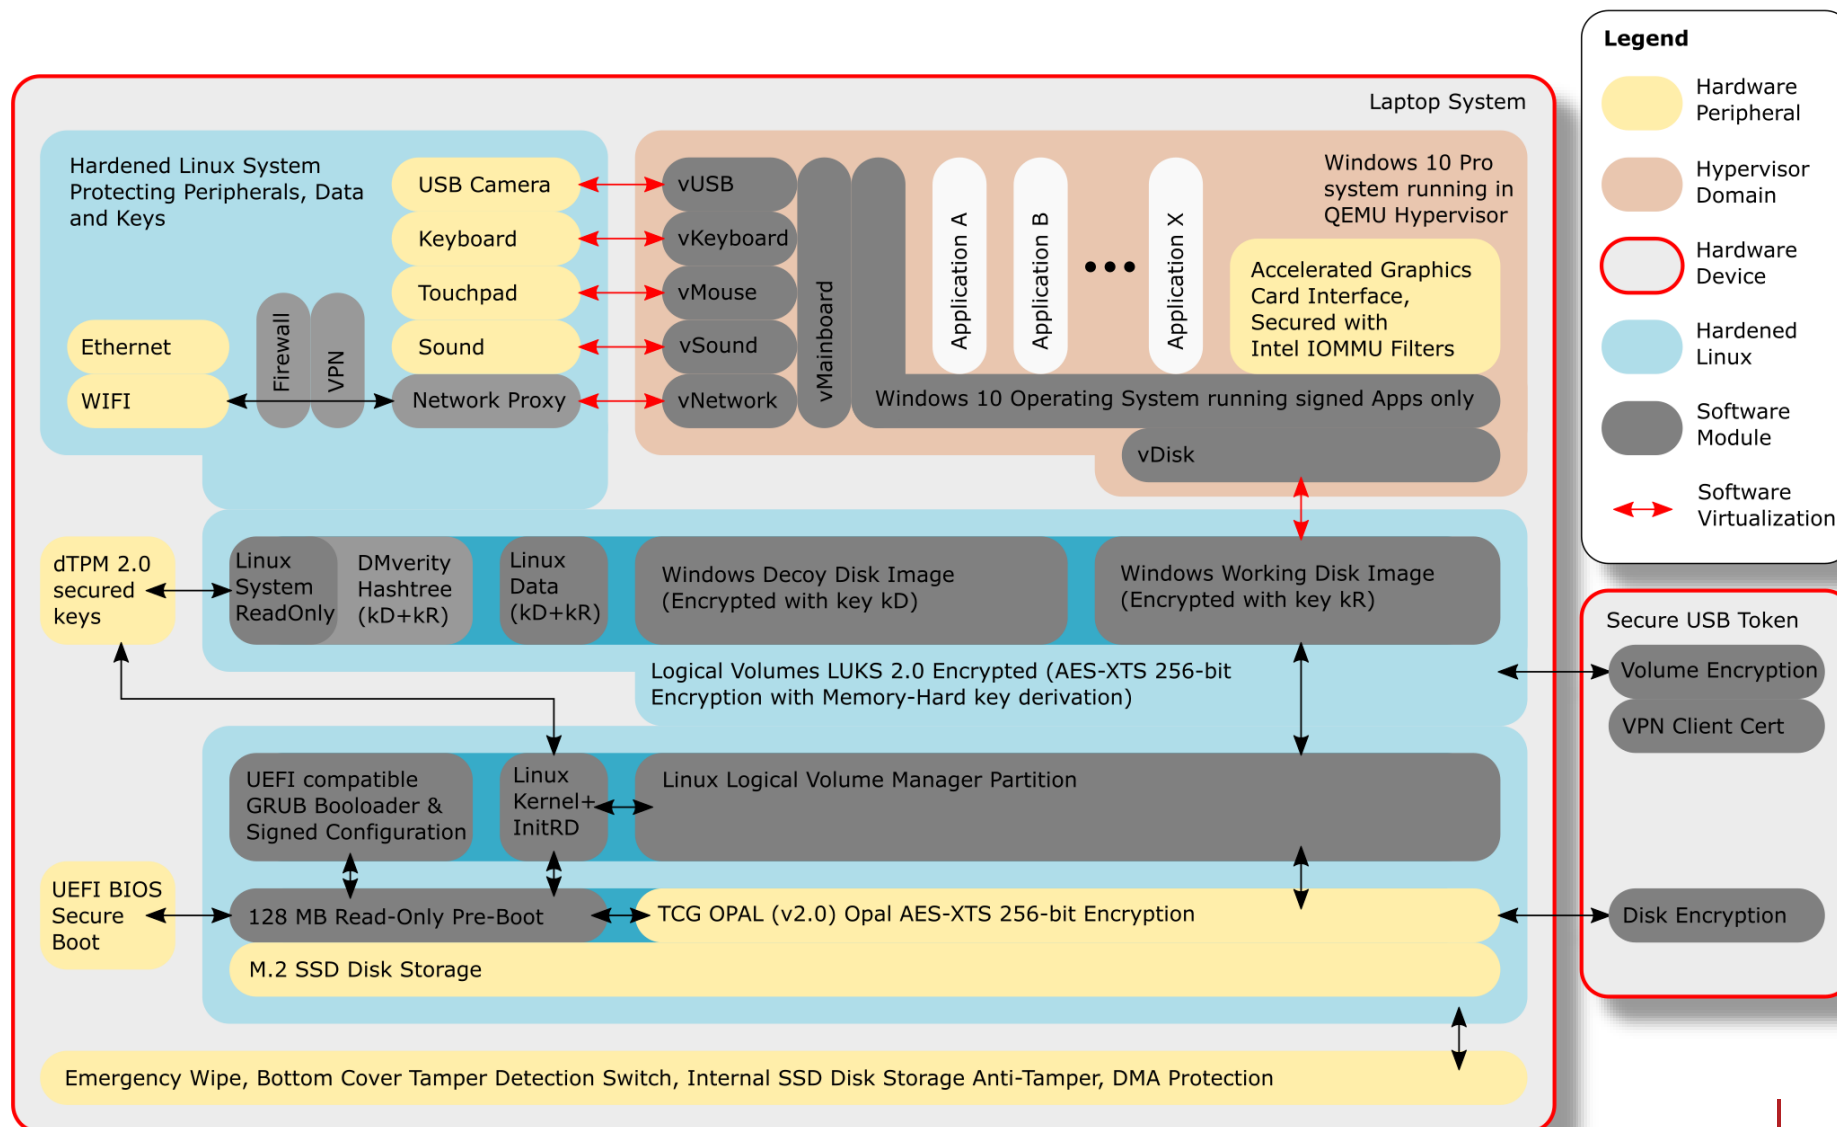 Laptop System
Hardened Linux System
Protecting Peripherals, Data
and Keys
USB Camera
Keyboard
Touchpad
Sound
Network Proxy
Ethernet
WIFI
Firewall
VPN
vUSB
vKeyboard
vMouse
vSound
vNetwork
vMainboard
Application A
Application B
Application X
Windows 10 Pro
system running in
QEMU Hypervisor
Accelerated Graphics
Card Interface,
Secured with
Intel IOMMU Filters
Windows 10 Operating System running signed Apps only
vDisk
dTPM 2.0
secured
keys
Linux
System
ReadOnly
DMverity
Hashtree
(kD+kR)
Linux
Data
(kD+kR)
Windows Decoy Disk Image
(Encrypted with key kD)
Windows Working Disk Image
(Encrypted with key kR)
Logical Volumes LUKS 2.0 Encrypted (AES-XTS 256-bit
Encryption with Memory-Hard key derivation)
UEFI compatible
GRUB Booloader &
Signed Configuration
Linux
Kernel+
InitRD
Linux Logical Volume Manager Partition
UEFI BIOS
Secure
Boot
128 MB Read-Only Pre-Boot
TCG OPAL (v2.0) Opal AES-XTS 256-bit Encryption
M.2 SSD Disk Storage
Emergency Wipe, Bottom Cover Tamper Detection Switch, Internal SSD Disk Storage Anti-Tamper, DMA Protection
Legend
Hardware
Peripheral
Hypervisor
Domain
Hardware
Device
Hardened
Linux
Software
Module
Software
Virtualization
Secure USB Token
Volume Encryption
VPN Client Cert
Disk Encryption